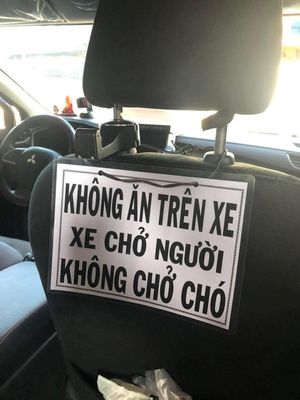 KHÔNG ĂN TRÊN XE
XE CHỞ NGƯỜI
KHÔNG CHỞ CHÓ